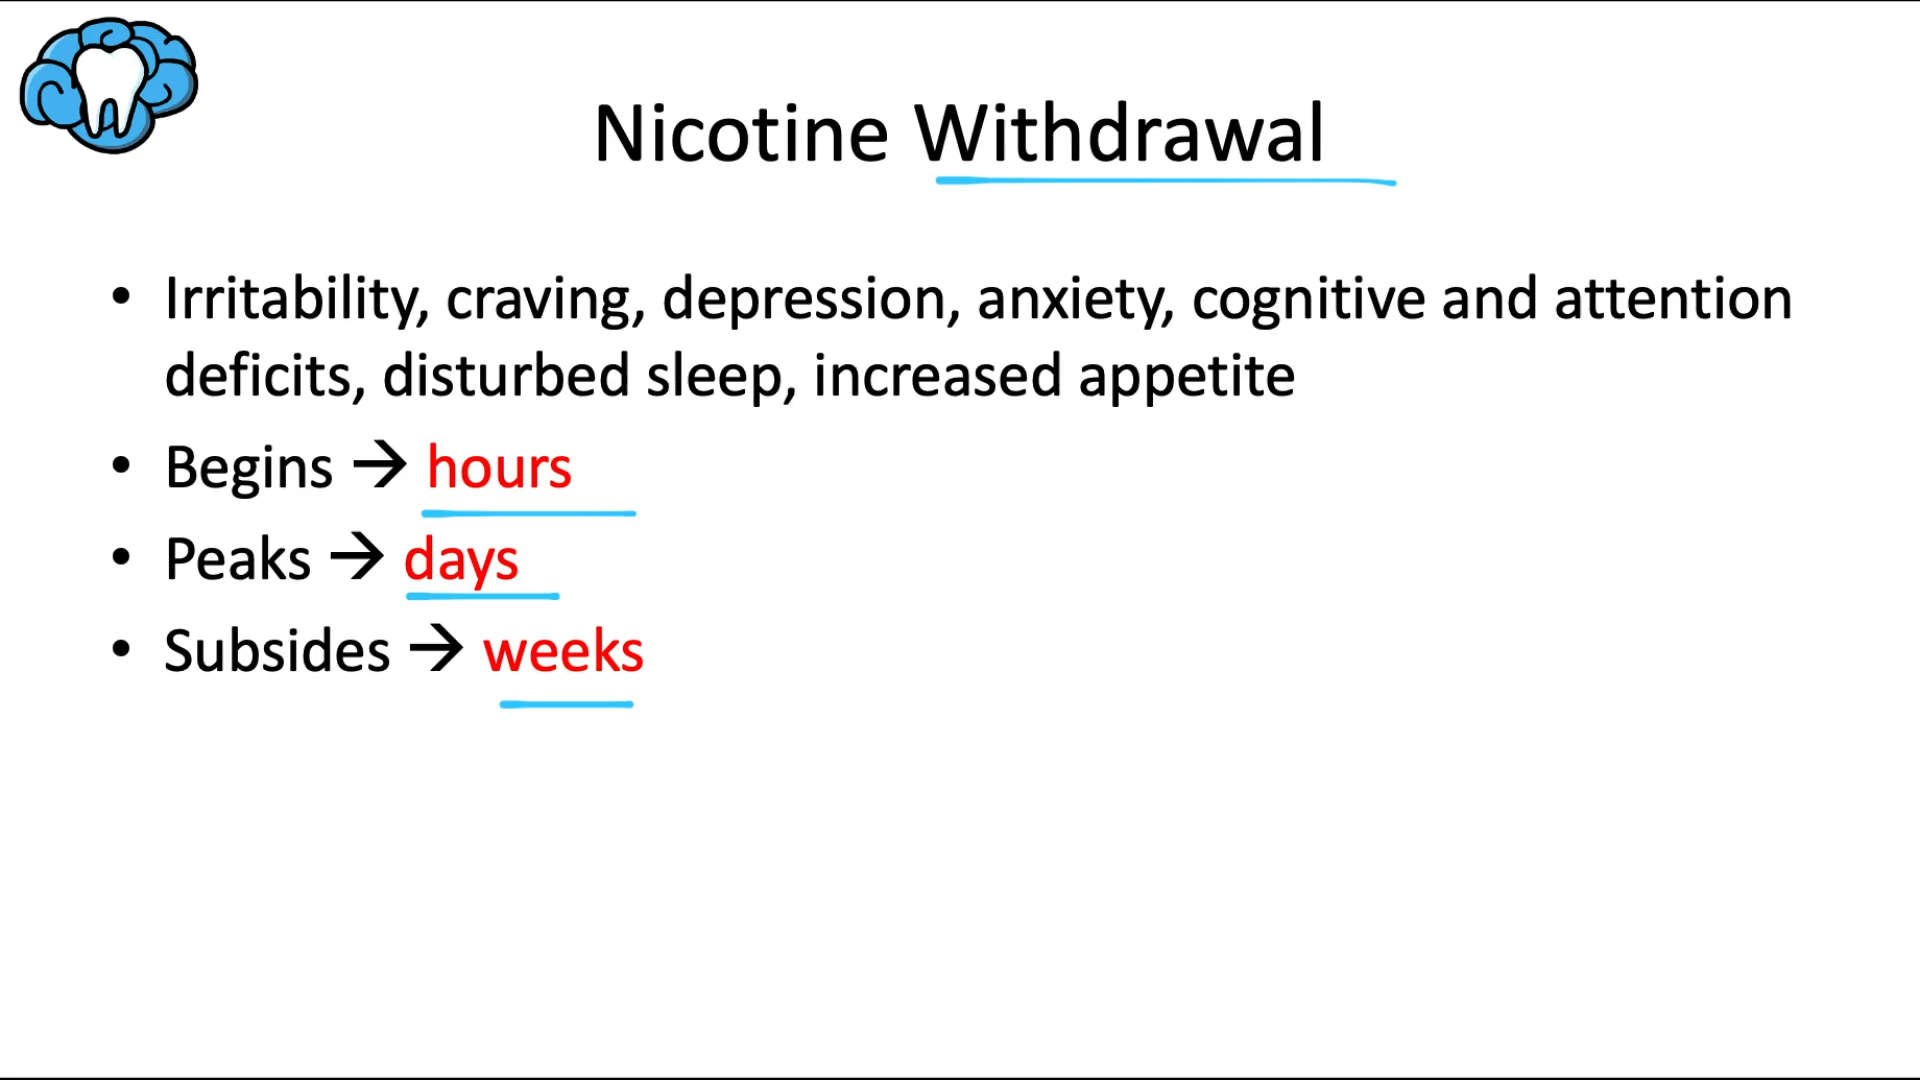 Nicotine Withdrawal
• Irritability, craving, depression, anxiety, cognitive and attention
deficits, disturbed sleep, increased appetite
• Begins → hours
• Peaks → days
• Subsides → weeks